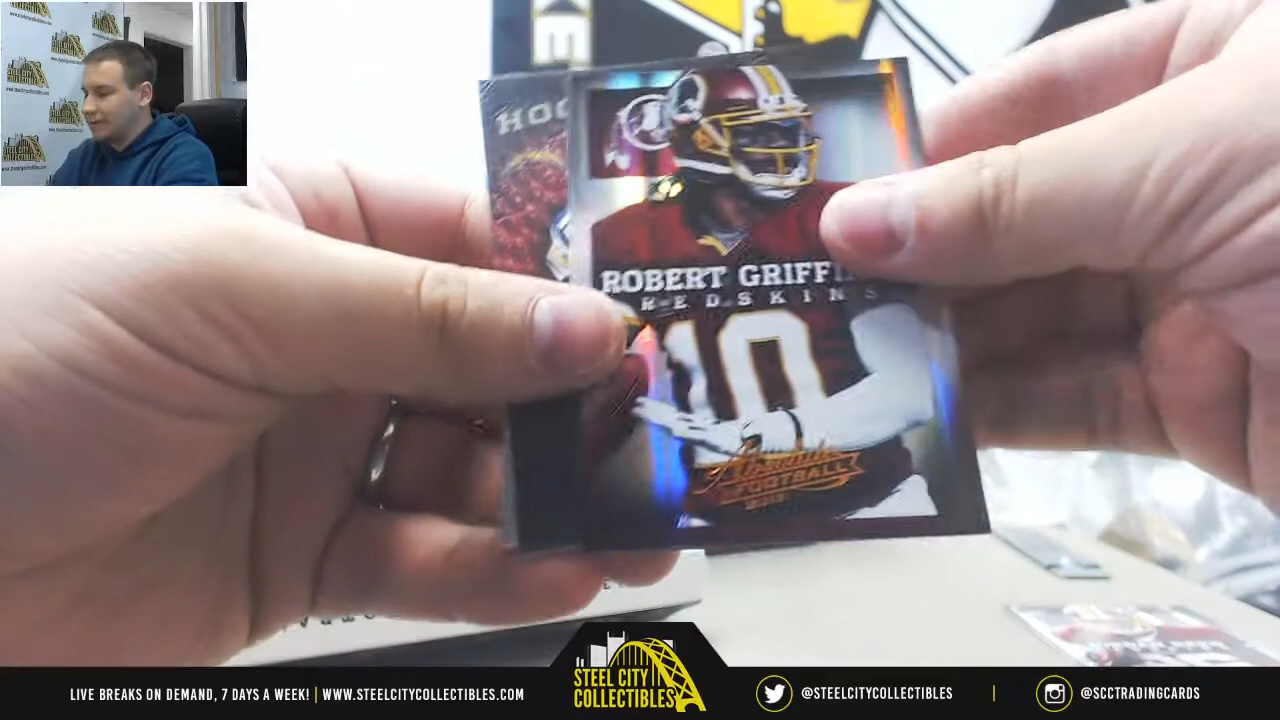 HOG
ROBERT GRIFFI
REDSKINS
10
Absolute
FOOTBALL
STEEL CITY
COLLECTIBLES
LIVE BREAKS ON DEMAND, 7 DAYS A WEEK! | WWW.STEELCITYCOLLECTIBLES.COM
@STEELCITYCOLLECTIBLES | @SCCTRADINGCARDS